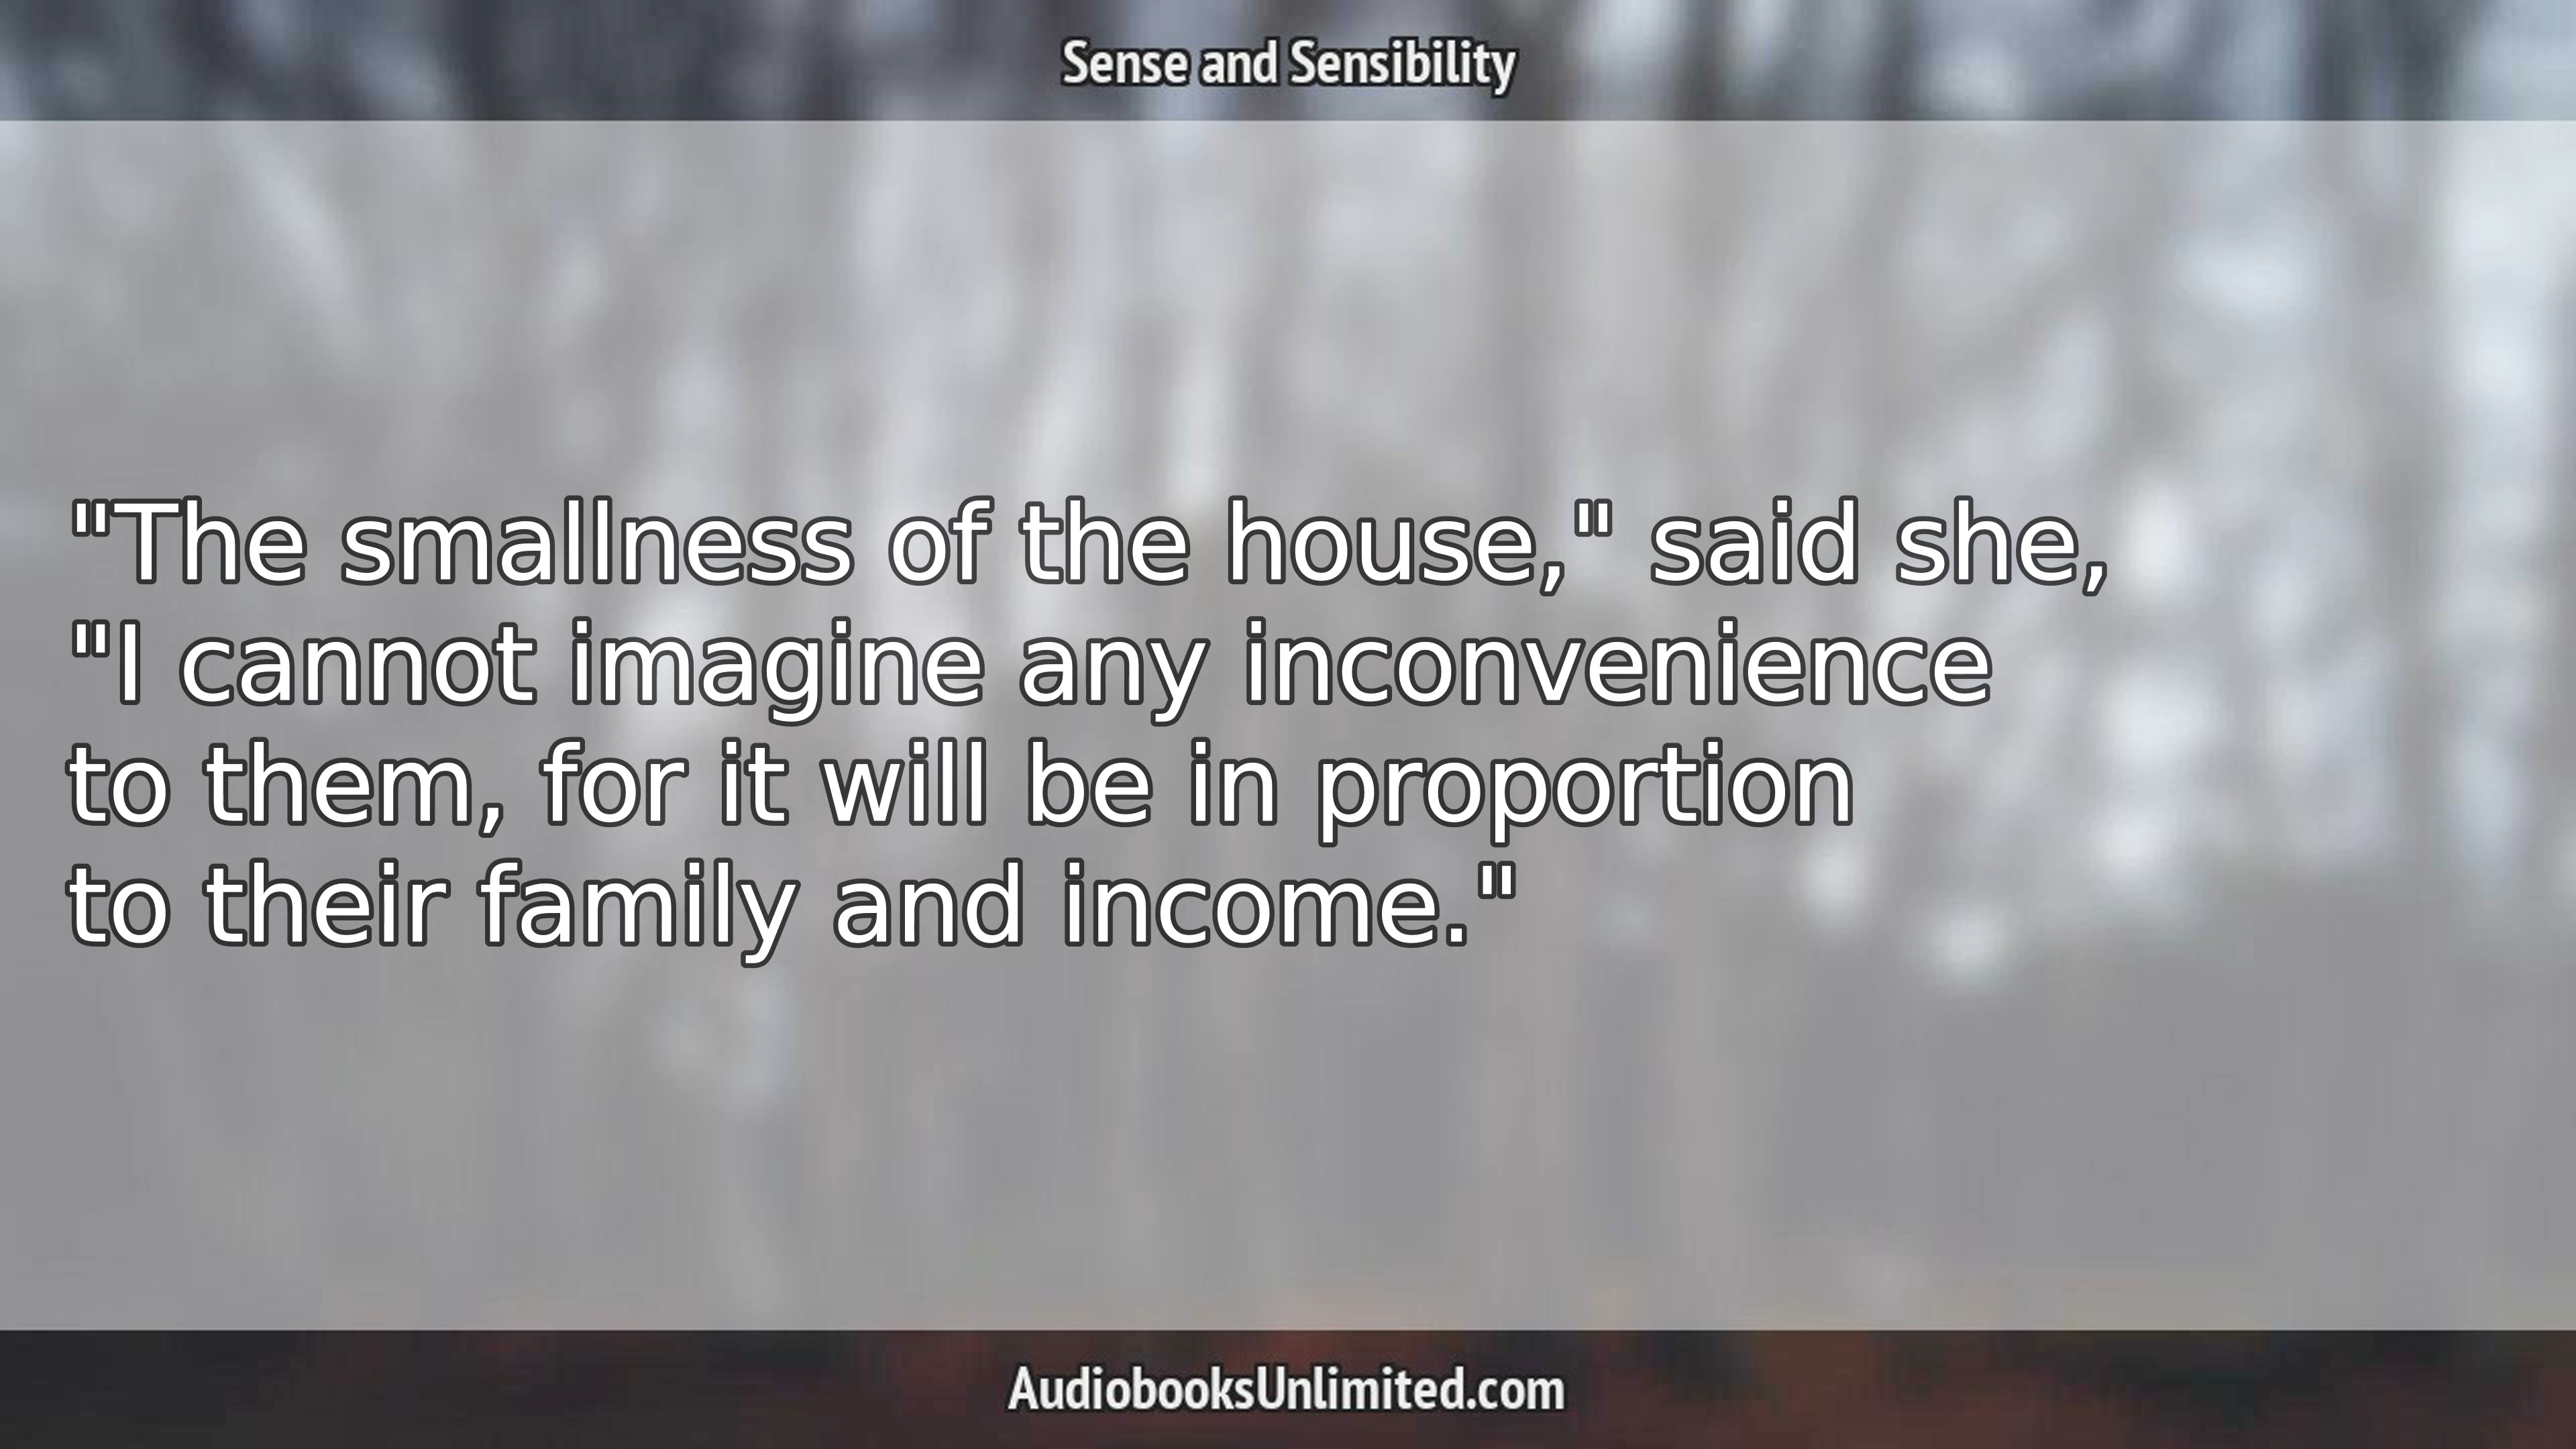 Sense and Sensibility
"The smallness of the house," said she,
"I cannot imagine any inconvenience
to them, for it will be in proportion
to their family and income."
AudiobooksUnlimited.com